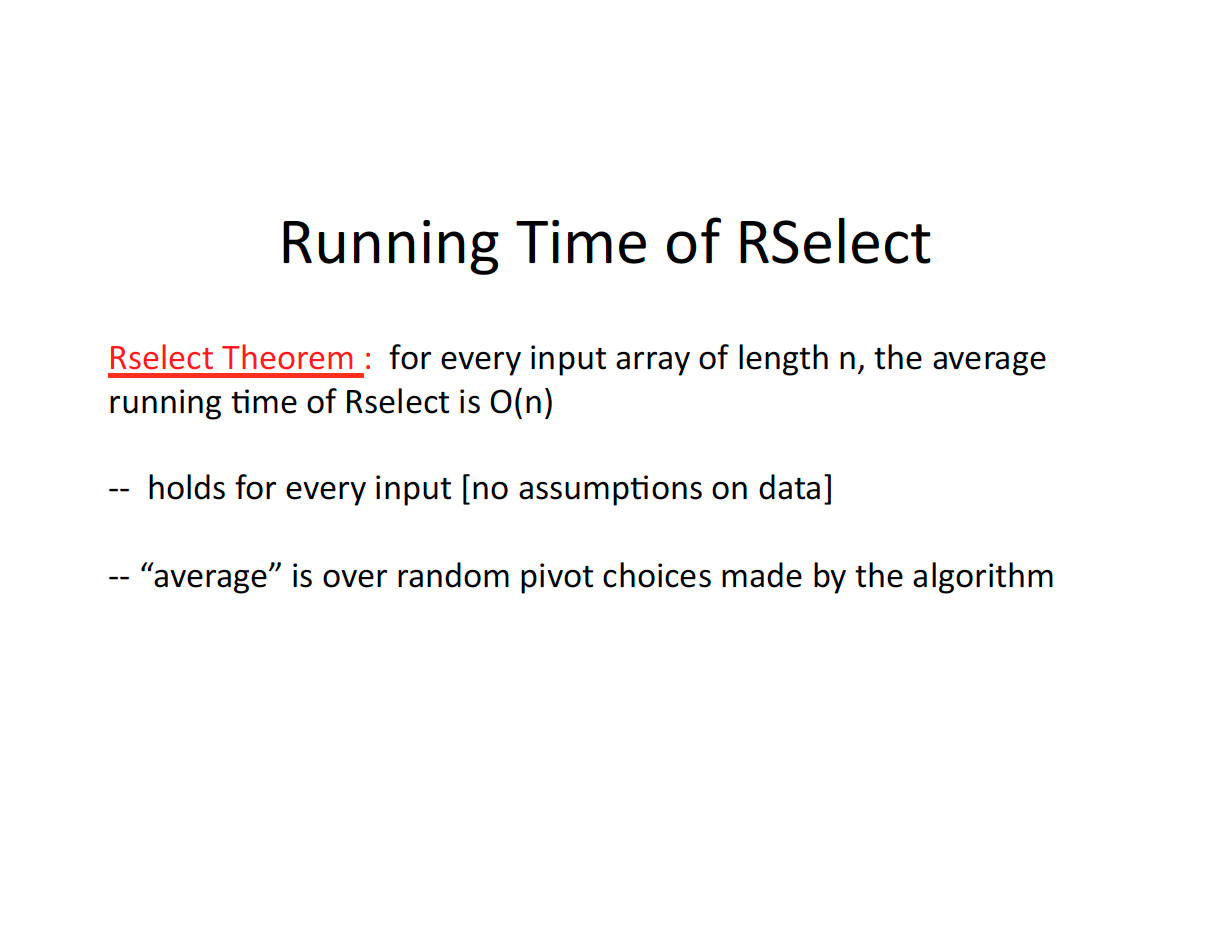 Running Time of RSelect
Rselect Theorem : for every input array of length n, the average
running time of Rselect is O(n)
-- holds for every input [no assumptions on data]
-- “average” is over random pivot choices made by the algorithm